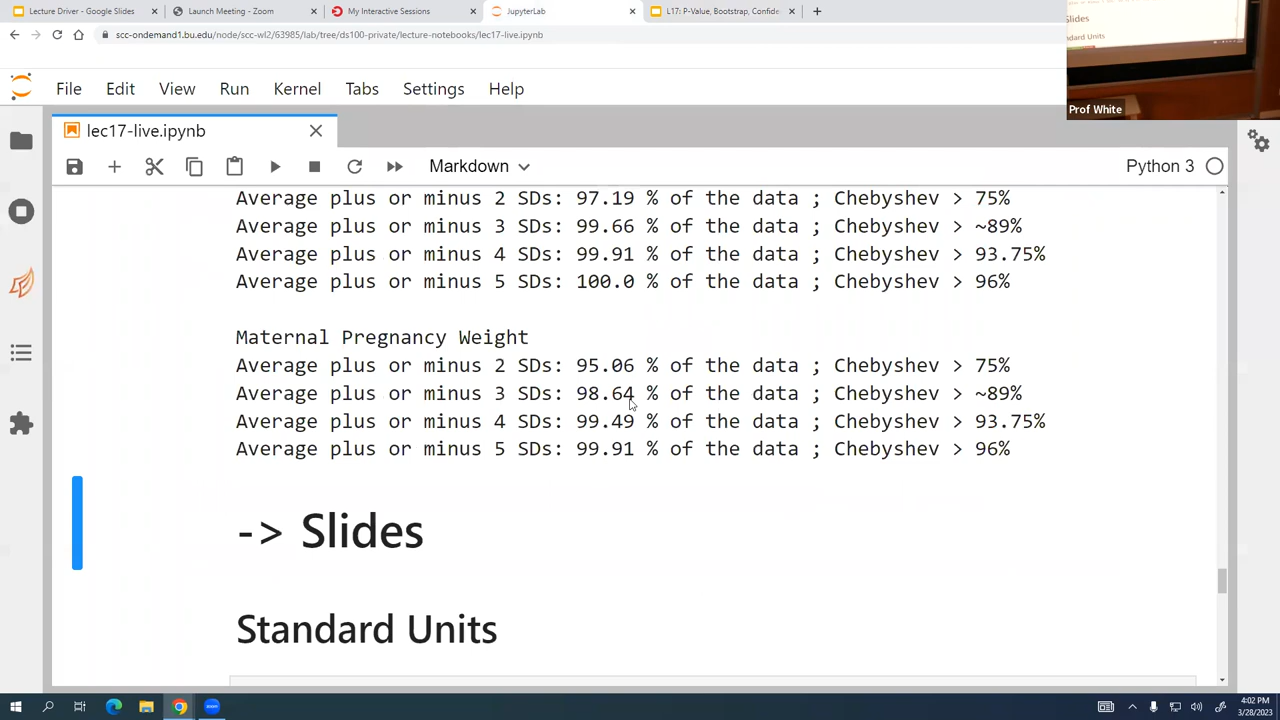 Lecture Driver - Google Slides
Launch Meeting - Zoom
My Interactive Sessions
JupyterLab
L17: P-Value, Bootstrap, Confide
scc-ondemand1.bu.edu/node/scc-wl2/63985/lab/tree/ds100-private/lecture-notebooks/lec17-live.ipynb
Slides
ndard Units
Prof White
File Edit View Run Kernel Tabs Settings Help
lec17-live.ipynb
Markdown
Python 3
Average plus or minus 2 SDs: 97.19 % of the data ; Chebyshev > 75%
Average plus or minus 3 SDs: 99.66 % of the data ; Chebyshev > ~89%
Average plus or minus 4 SDs: 99.91 % of the data ; Chebyshev > 93.75%
Average plus or minus 5 SDs: 100.0 % of the data ; Chebyshev > 96%
Maternal Pregnancy Weight
Average plus or minus 2 SDs: 95.06 % of the data ; Chebyshev > 75%
Average plus or minus 3 SDs: 98.64 % of the data ; Chebyshev > ~89%
Average plus or minus 4 SDs: 99.49 % of the data ; Chebyshev > 93.75%
Average plus or minus 5 SDs: 99.91 % of the data ; Chebyshev > 96%
-> Slides
Standard Units
4:02 PM
3/28/2023